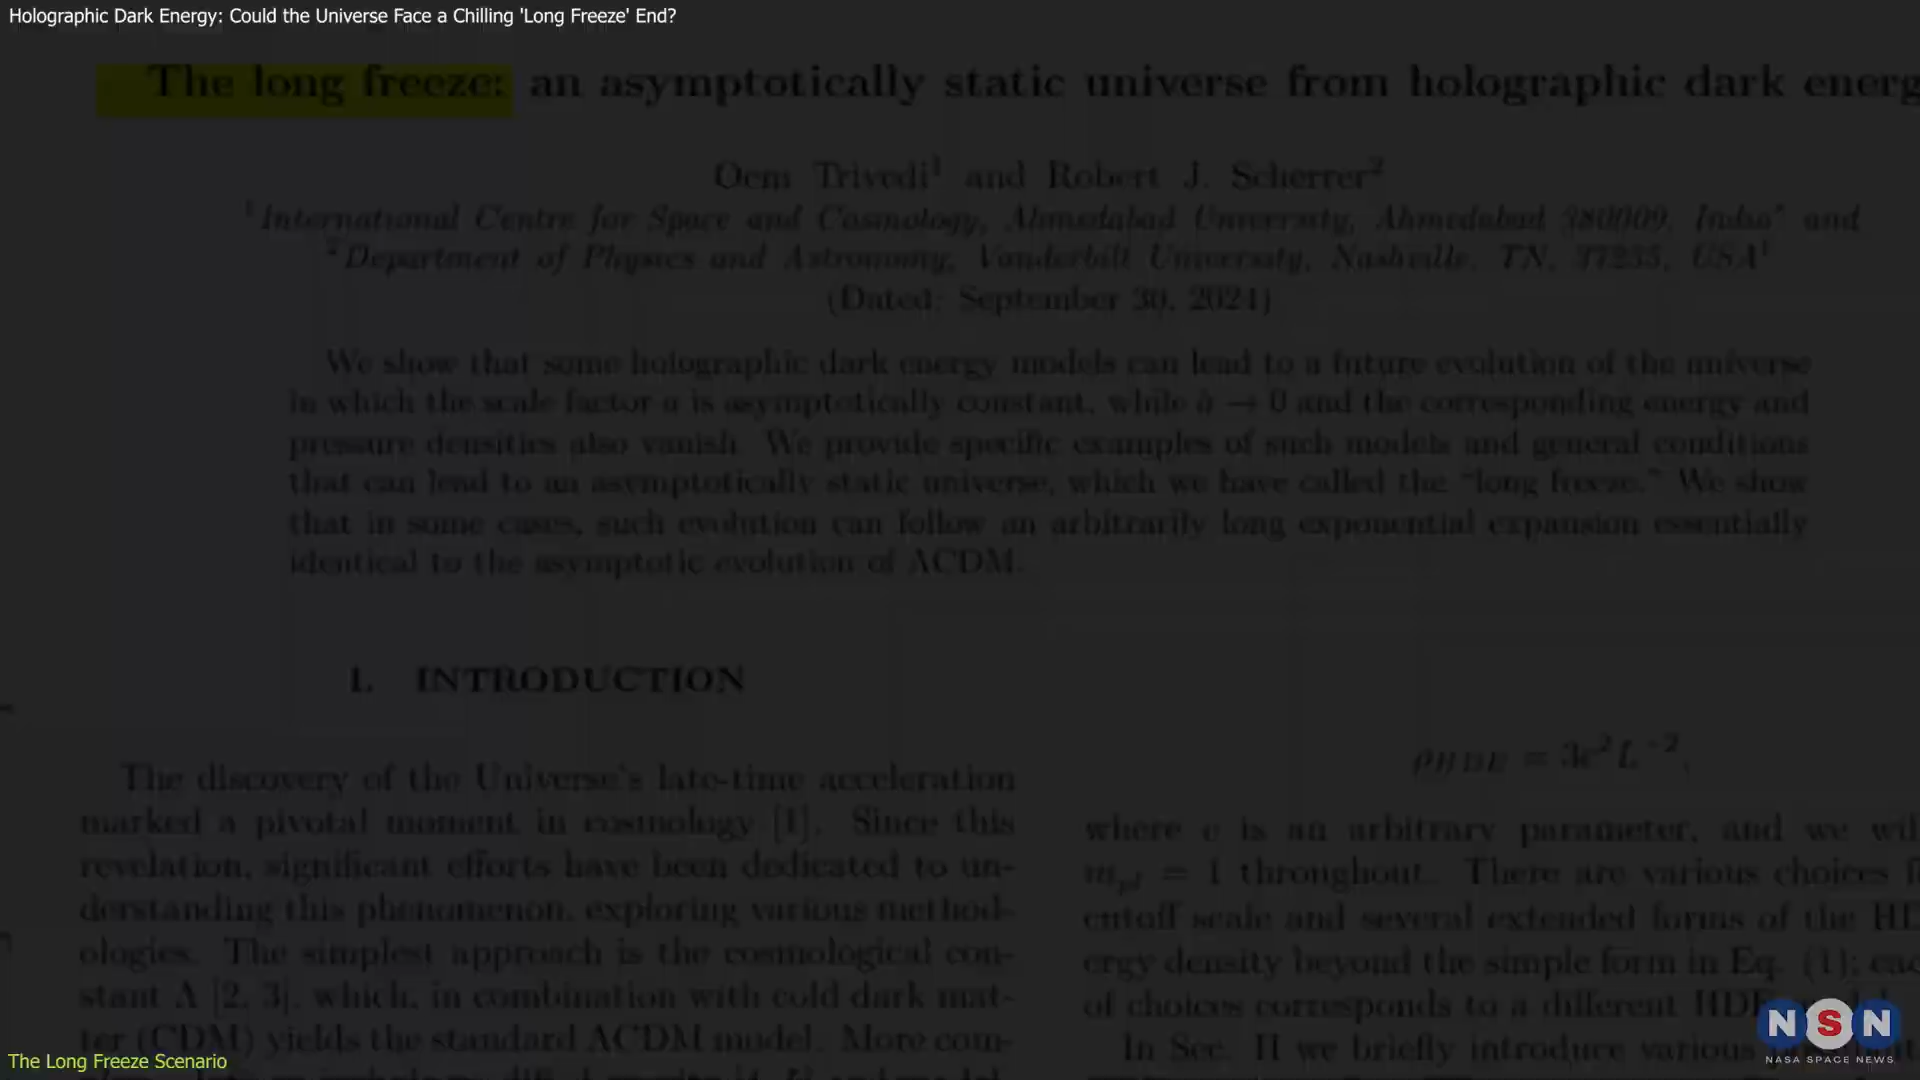 Holographic Dark Energy: Could the Universe Face a Chilling 'Long Freeze' End?
The long freeze: an asymptotically static universe from holographic dark energ
Oem Trivedi1 and Robert J. Scherrer2
1International Centre for Space and Cosmology, Ahmedabad University, Ahmedabad 380009, India* and
2Department of Physics and Astronomy, Vanderbilt University, Nashville, TN, 37235, USA†
(Dated: September 30, 2024)
We show that some holographic dark energy models can lead to a future evolution of the universe
in which the scale factor a is asymptotically constant, while ȧ → 0 and the corresponding energy and
pressure densities also vanish. We provide specific examples of such models and general conditions
that can lead to an asymptotically static universe, which we have called the "long freeze." We show
that in some cases, such evolution can follow an arbitrarily long exponential expansion essentially
identical to the asymptotic evolution of ΛCDM.
I. INTRODUCTION
The discovery of the Universe's late-time acceleration
marked a pivotal moment in cosmology [1]. Since this
revelation, significant efforts have been dedicated to un-
derstanding this phenomenon, exploring various method-
ologies. The simplest approach is the cosmological con-
stant Λ [2, 3], which, in combination with cold dark mat-
ter (CDM) yields the standard ΛCDM model. More com-
ρHDE = 3c2L-2,
where c is an arbitrary parameter, and we wil
mpl = 1 throughout. There are various choices f
cutoff scale and several extended forms of the HD
ergy density beyond the simple form in Eq. (1); eac
of choices corresponds to a different HDE
In Sec. II we briefly introduce various
The Long Freeze Scenario
NSN
NASA SPACE NEWS